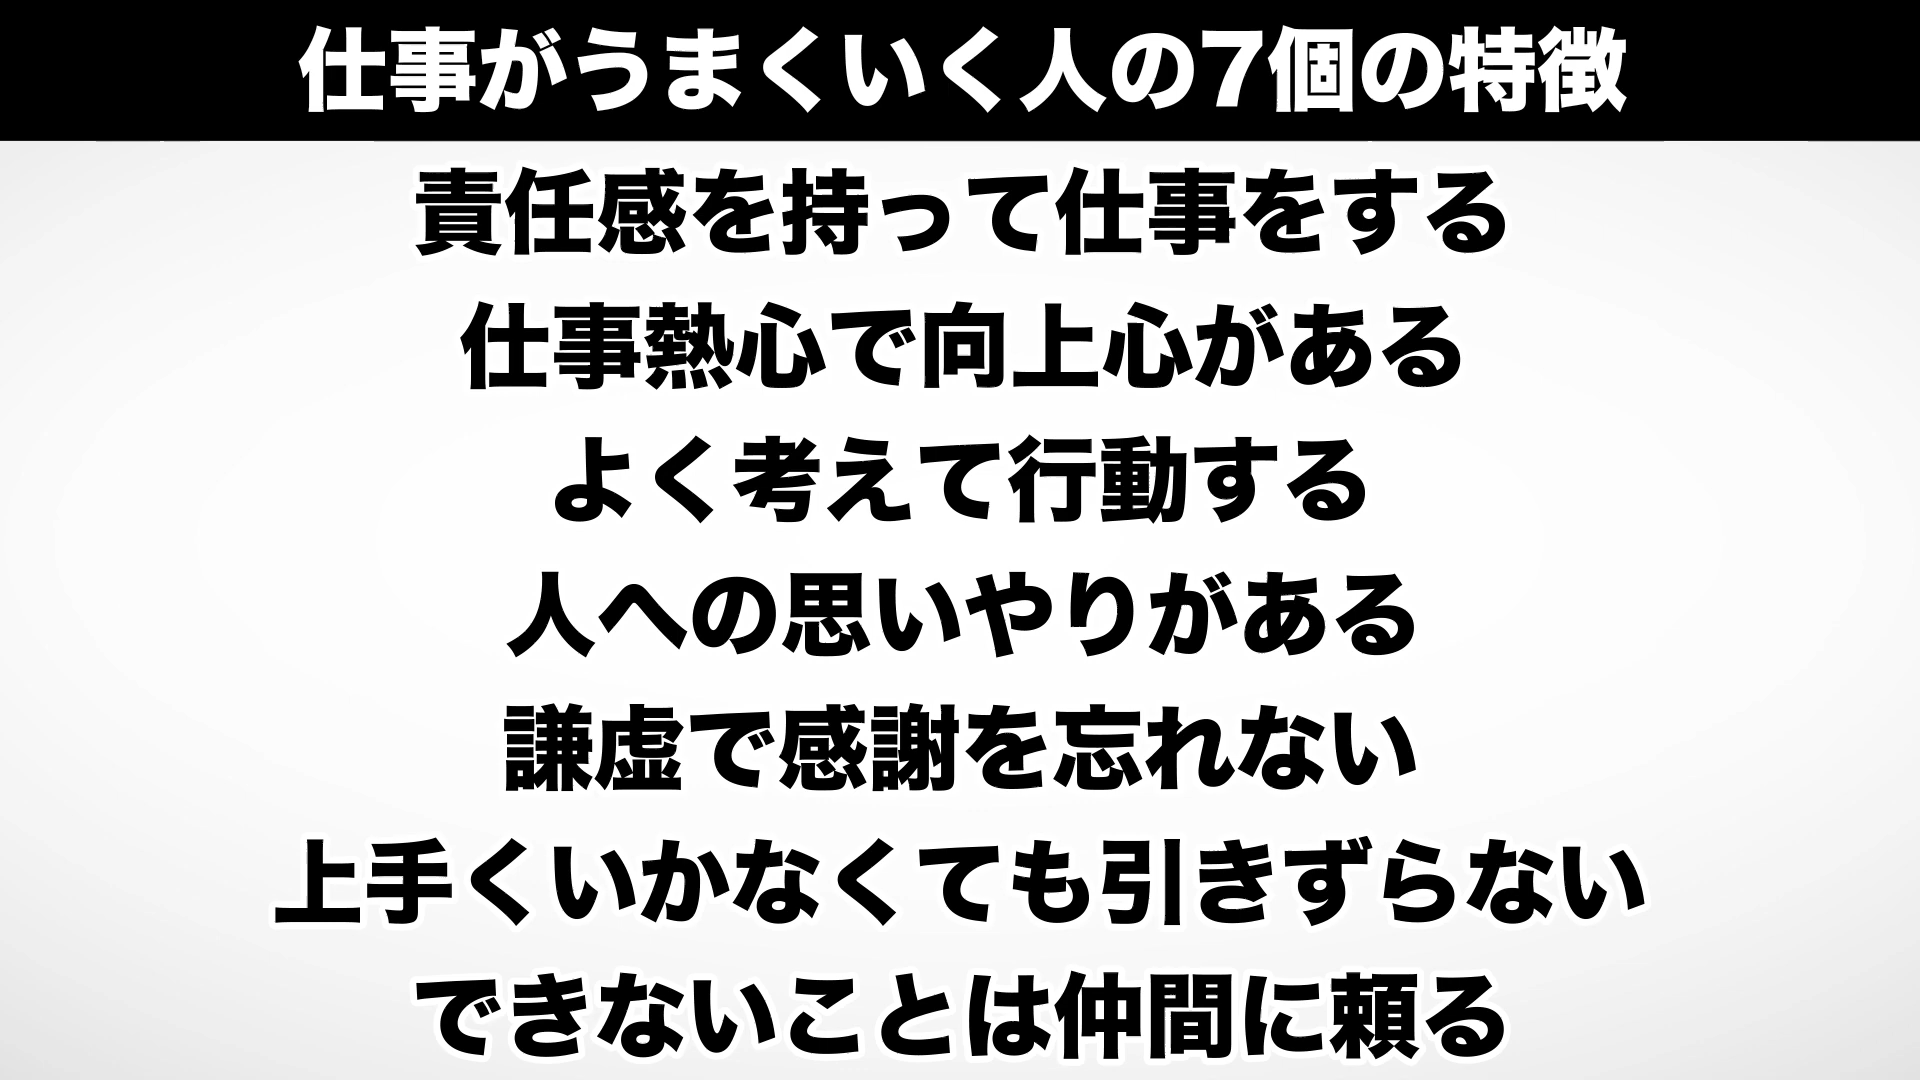 仕事がうまくいく人の7個の特徴
責任感を持って仕事をする
仕事熱心で向上心がある
よく考えて行動する
人への思いやりがある
謙虚で感謝を忘れない
上手くいかなくても引きずらない
できないことは仲間に頼る